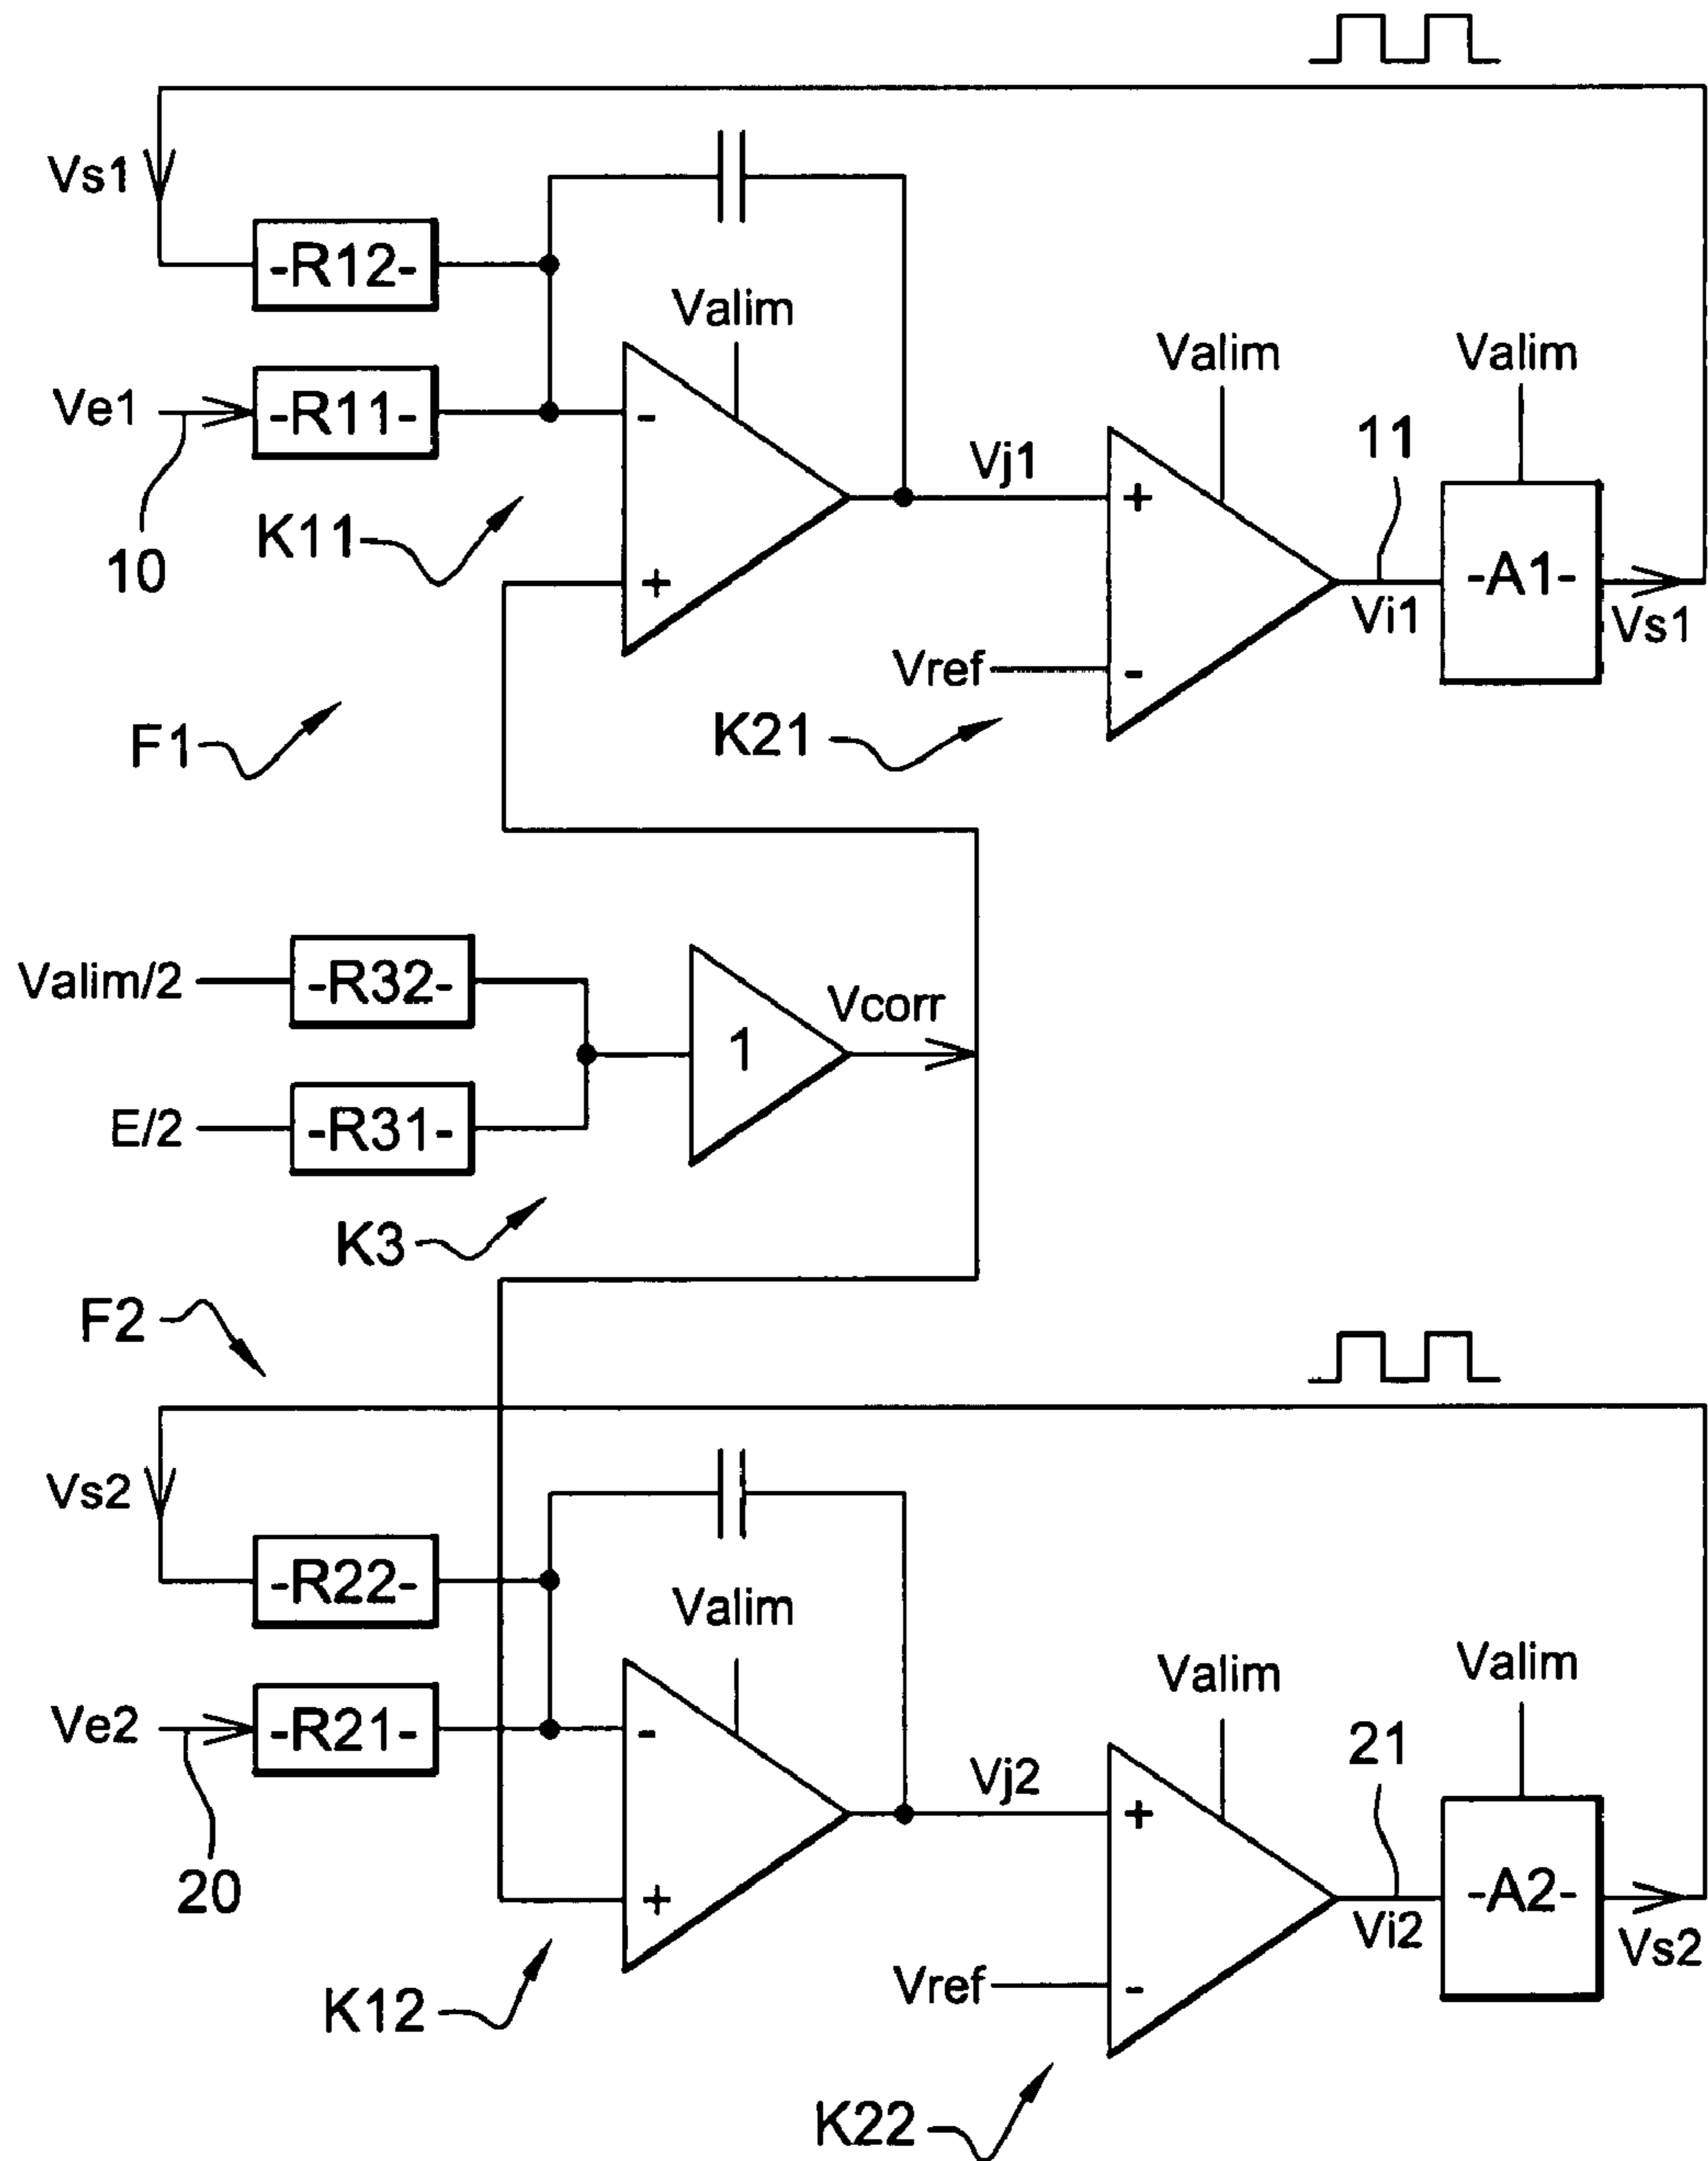 Vs1
-R12-
Valim
Ve1
-R11-
-
Valim
Valim
10
K11
+
Vj1
+
11
-A1-
Vi1
Vs1
Vref
-
F1
K21
Valim/2
-R32-
1
Vcorr
E/2
-R31-
K3
F2
Vs2
-R22-
Valim
Ve2
-R21-
-
Valim
Valim
20
+
Vj2
+
21
-A2-
Vi2
Vs2
Vref
-
K12
K22